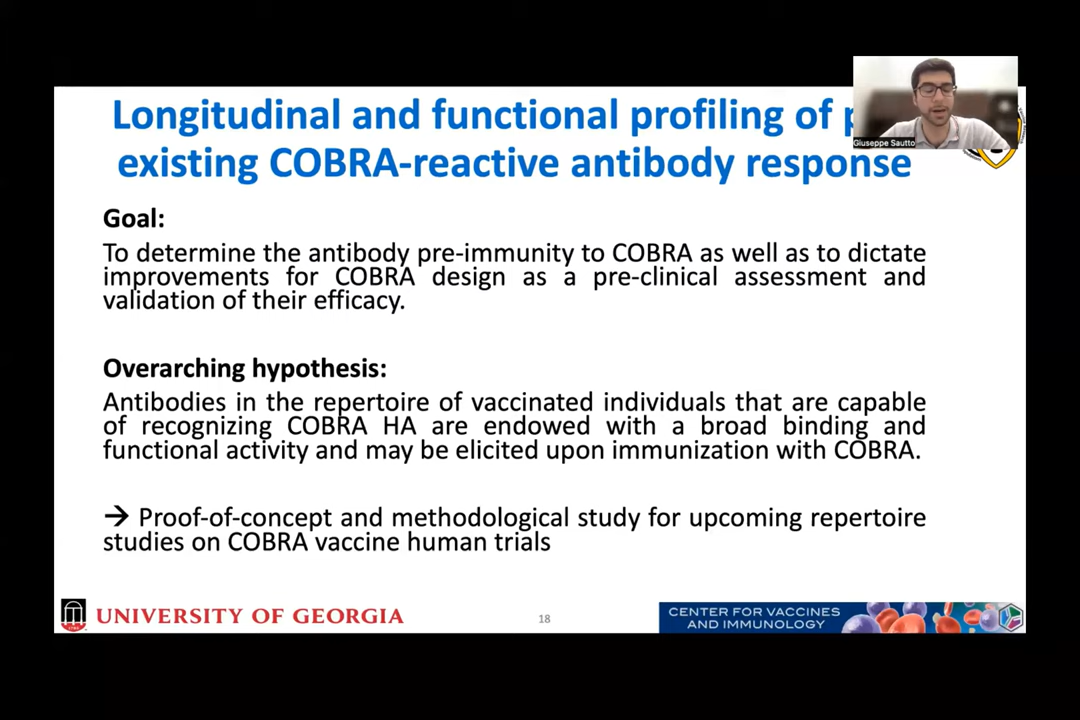 Longitudinal and functional profiling of p
existing COBRA-reactive antibody response
Giuseppe Sautto
Goal:
To determine the antibody pre-immunity to COBRA as well as to dictate
improvements for COBRA design as a pre-clinical assessment and
validation of their efficacy.
Overarching hypothesis:
Antibodies in the repertoire of vaccinated individuals that are capable
of recognizing COBRA HA are endowed with a broad binding and
functional activity and may be elicited upon immunization with COBRA.
→ Proof-of-concept and methodological study for upcoming repertoire
studies on COBRA vaccine human trials
UNIVERSITY OF GEORGIA
18
CENTER FOR VACCINES
AND IMMUNOLOGY